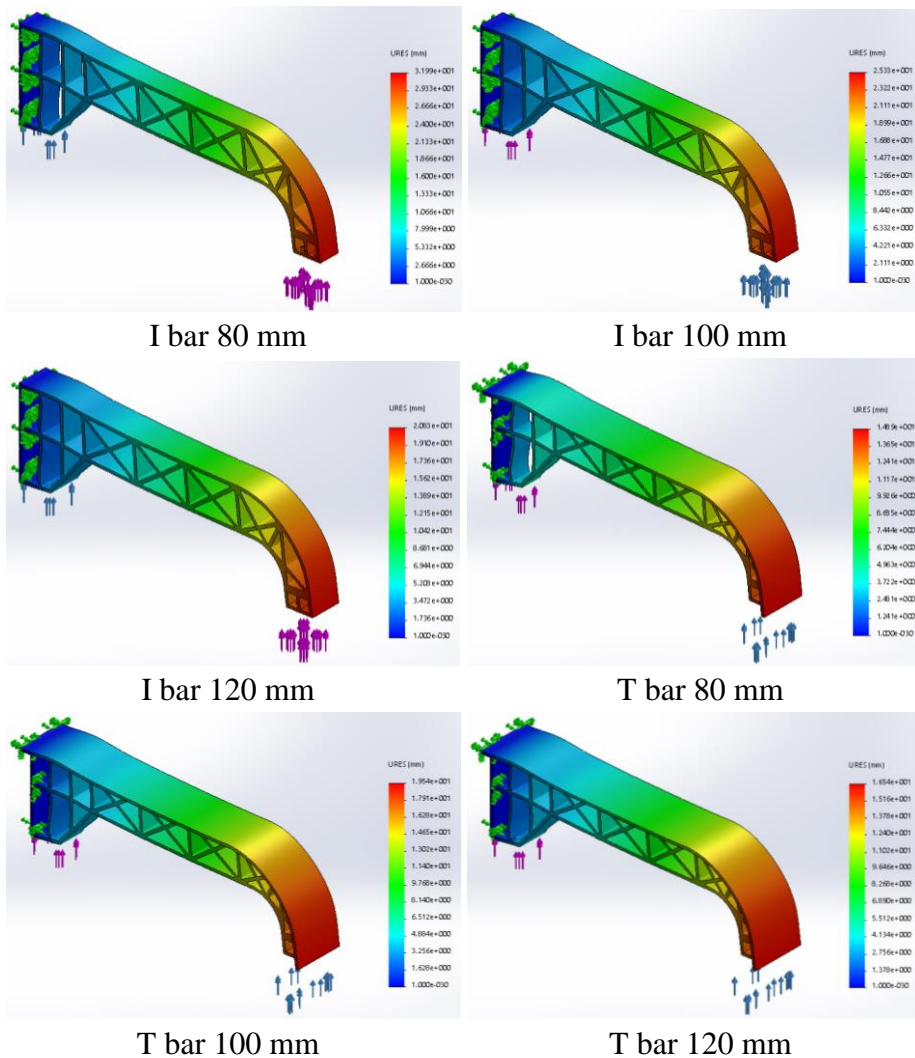 URES (mm)
3.199e+001
2.933e+001
2.666e+001
2.400e+001
2.133e+001
1.866e+001
1.600e+001
1.333e+001
1.066e+001
7.999e+000
5.332e+000
2.666e+000
1.000e-030
I bar 80 mm
URES (mm)
2.533e+001
2.322e+001
2.111e+001
1.899e+001
1.688e+001
1.477e+001
1.266e+001
1.055e+001
8.442e+000
6.332e+000
4.221e+000
2.111e+000
1.000e-030
I bar 100 mm
URES (mm)
2.083e+001
1.910e+001
1.736e+001
1.562e+001
1.389e+001
1.215e+001
1.042e+001
8.681e+000
6.944e+000
5.208e+000
3.472e+000
1.736e+000
1.000e-030
I bar 120 mm
URES (mm)
1.489e+001
1.365e+001
1.241e+001
1.117e+001
9.926e+000
8.685e+000
7.444e+000
6.204e+000
4.963e+000
3.722e+000
2.481e+000
1.241e+000
1.000e-030
T bar 80 mm
URES (mm)
1.954e+001
1.791e+001
1.628e+001
1.465e+001
1.302e+001
1.140e+001
9.768e+000
8.140e+000
6.512e+000
4.884e+000
3.256e+000
1.628e+000
1.000e-030
T bar 100 mm
URES (mm)
1.654e+001
1.516e+001
1.378e+001
1.240e+001
1.102e+001
9.646e+000
8.268e+000
6.890e+000
5.512e+000
4.134e+000
2.756e+000
1.378e+000
1.000e-030
T bar 120 mm